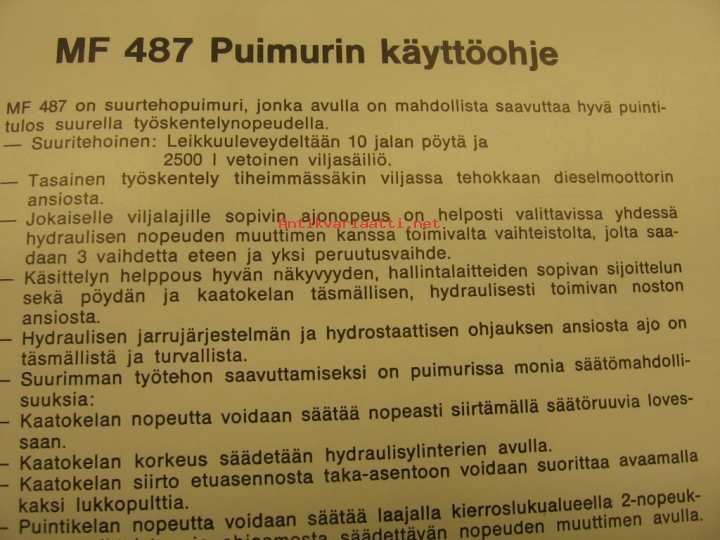 MF 487 Puimurin käyttöohje
MF 487 on suurtehopuimuri, jonka avulla on mahdollista saavuttaa hyvä puinti-
tulos suurella työskentelynopeudella.
— Suuritehoinen: Leikkuuleveydeltään 10 jalan pöytä ja
2500 l vetoinen viljasäiliö.
— Tasainen työskentely tiheimmässäkin viljassa tehokkaan dieselmoottorin
ansiosta.
— Jokaiselle viljalajille sopivin ajonopeus on helposti valittavissa yhdessä
Antikvariaatti.net
hydraulisen nopeuden muuttimen kanssa toimivalta vaihteistolta, jolta saa-
daan 3 vaihdetta eteen ja yksi peruutusvaihde.
— Käsittelyn helppous hyvän näkyvyyden, hallintalaitteiden sopivan sijoittelun
sekä pöydän ja kaatokelan täsmällisen, hydraulisesti toimivan noston
ansiosta.
— Hydraulisen jarrujärjestelmän ja hydrostaattisen ohjauksen ansiosta ajo on
täsmällistä ja turvallista.
— Suurimman työtehon saavuttamiseksi on puimurissa monia säätömahdolli-
suuksia:
— Kaatokelan nopeutta voidaan säätää nopeasti siirtämällä säätöruuvia loves-
saan.
— Kaatokelan korkeus säädetään hydraulisylinterien avulla.
— Kaatokelan siirto etuasennosta taka-asentoon voidaan suorittaa avaamalla
kaksi lukkopulttia.
— Puintikelan nopeutta voidaan säätää laajalla kierroslukualueella 2-nopeuk-
ohjaamosta säädettävän nopeuden muuttimen avulla.